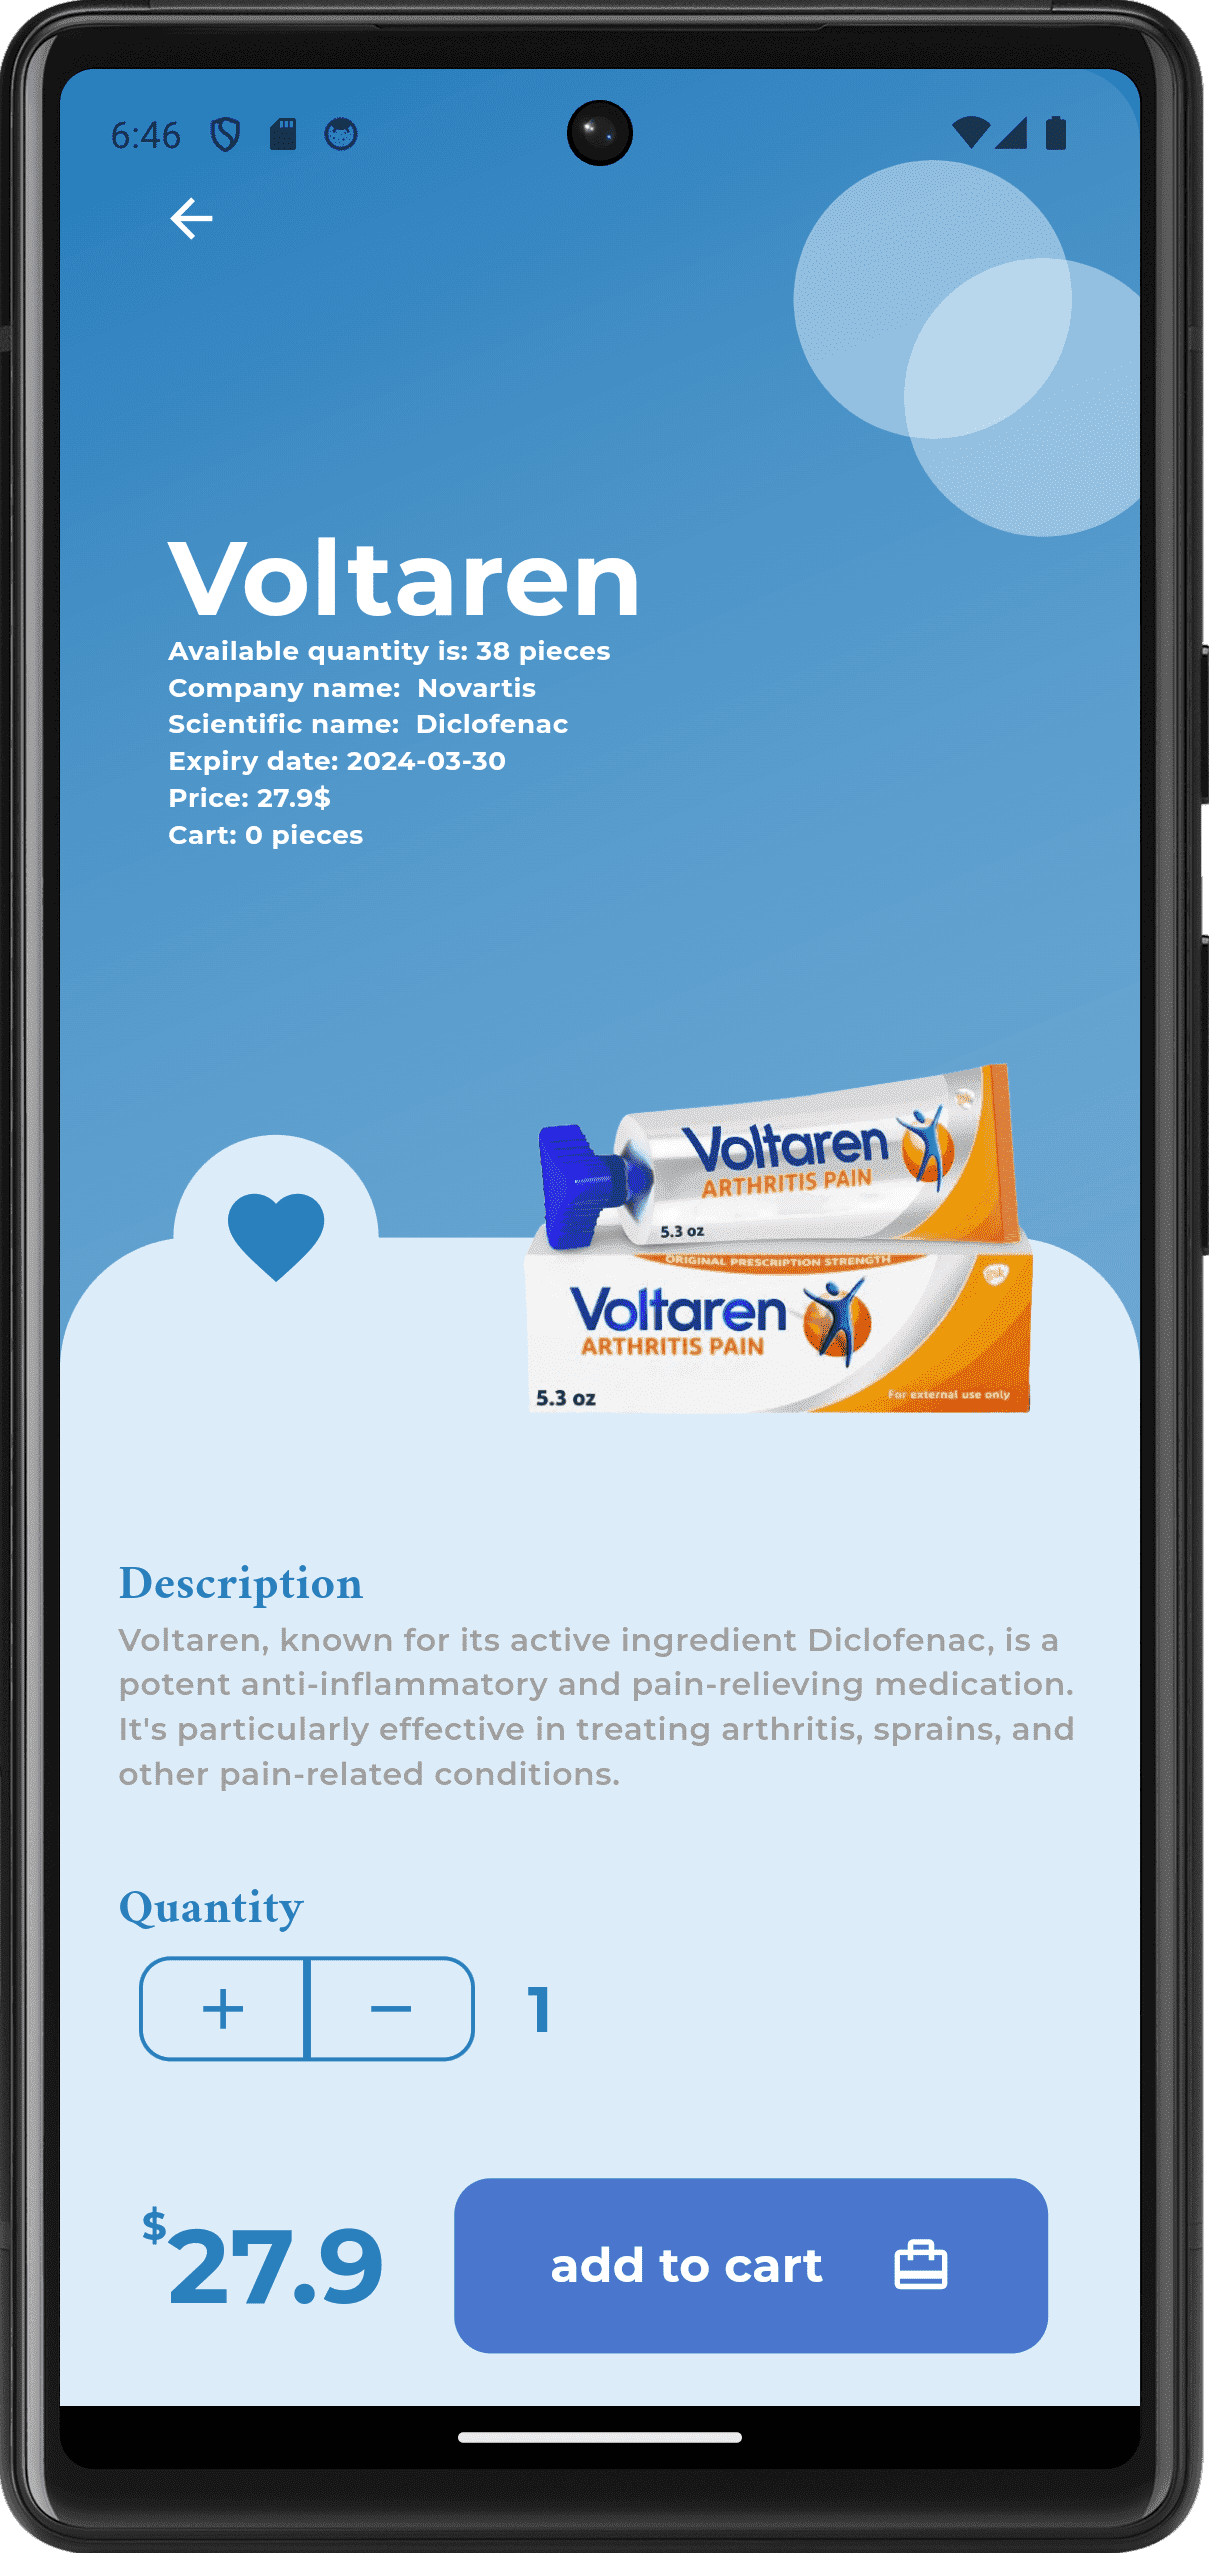 6:46
Voltaren
Available quantity is: 38 pieces
Company name: Novartis
Scientific name: Diclofenac
Expiry date: 2024-03-30
Price: 27.9$
Cart: 0 pieces
Voltaren
ARTHRITIS PAIN
5.3 oz
ORIGINAL PRESCRIPTION STRENGTH
Voltaren
ARTHRITIS PAIN
gsk
5.3 oz
For external use only
Description
Voltaren, known for its active ingredient Diclofenac, is a
potent anti-inflammatory and pain-relieving medication.
It's particularly effective in treating arthritis, sprains, and
other pain-related conditions.
Quantity
+ − 1
$27.9
add to cart